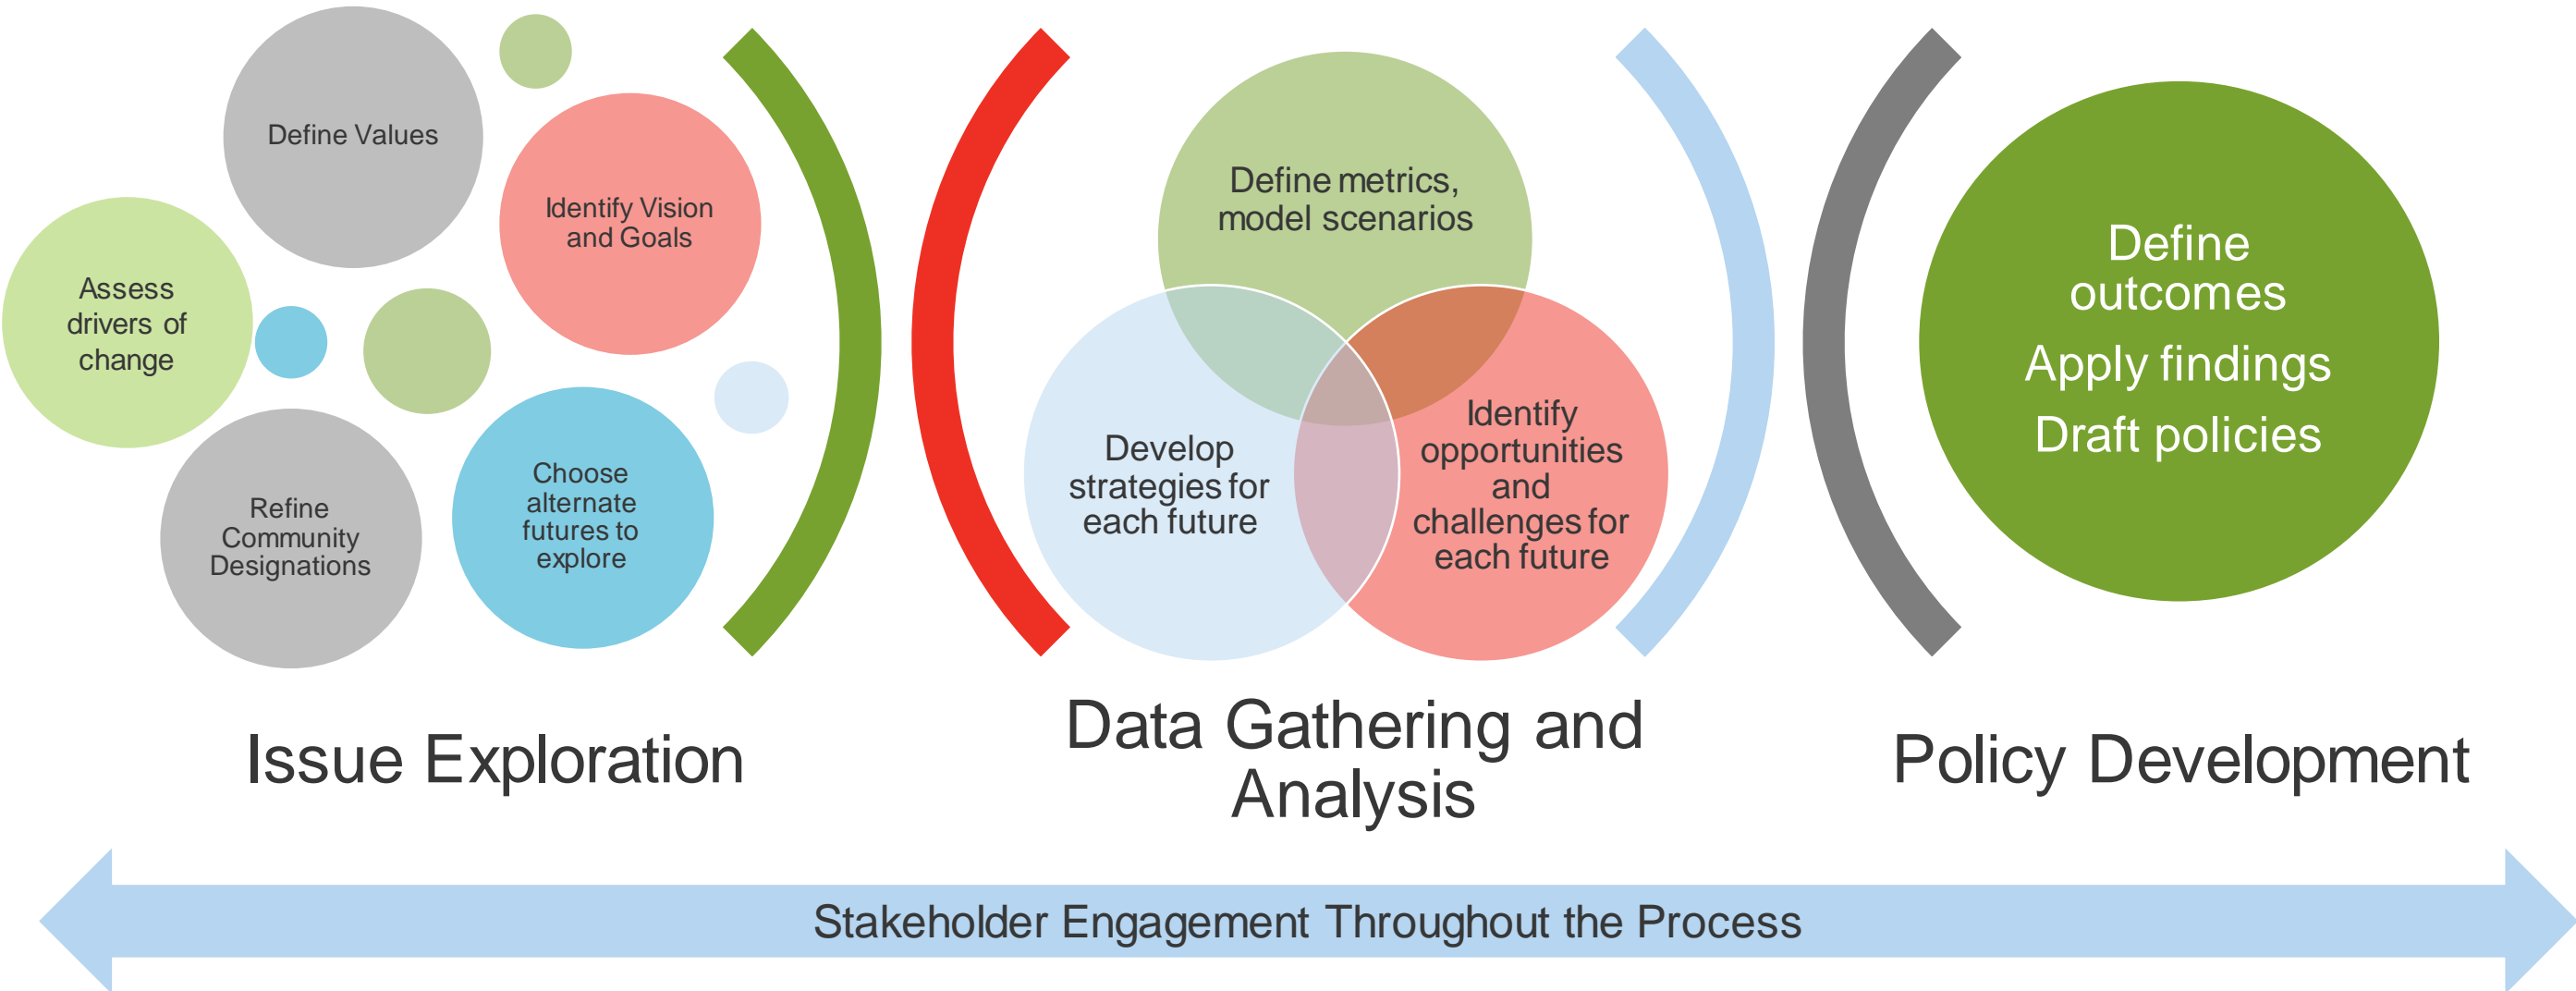 Define Values
Identify Vision
and Goals
Assess
drivers of
change
Refine
Community
Designations
Choose
alternate
futures to
explore
Define metrics,
model scenarios
Develop
strategies for
each future
Identify
opportunities
and
challenges for
each future
Define
outcomes
Apply findings
Draft policies
Issue Exploration
Data Gathering and
Analysis
Policy Development
Stakeholder Engagement Throughout the Process